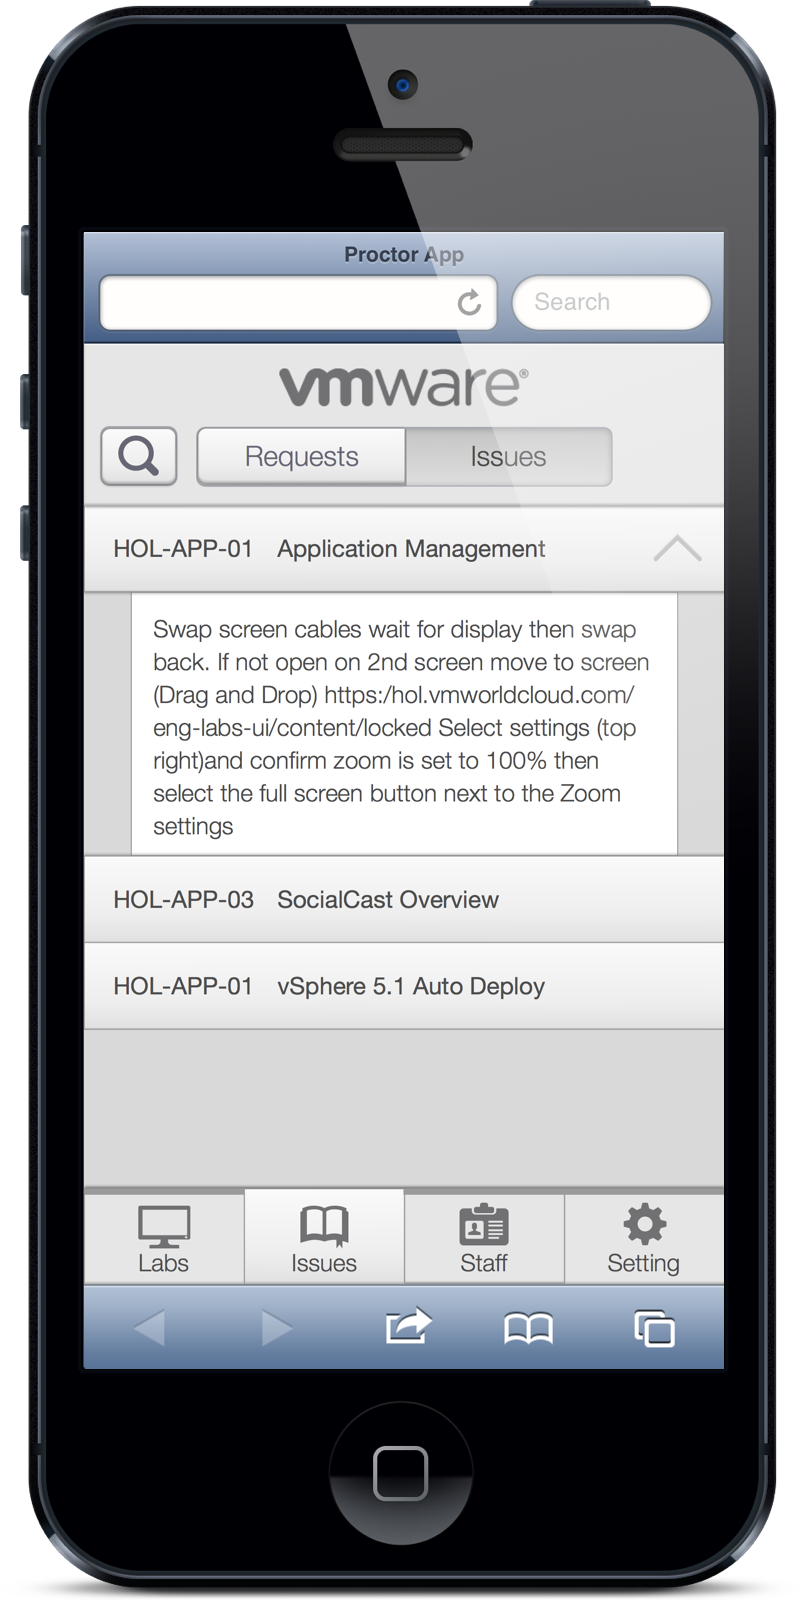 Proctor App
Search
vmware®
Requests Issues
HOL-APP-01 Application Management
Swap screen cables wait for display then swap
back. If not open on 2nd screen move to screen
(Drag and Drop) https:/hol.vmworldcloud.com/
eng-labs-ui/content/locked Select settings (top
right)and confirm zoom is set to 100% then
select the full screen button next to the Zoom
settings
HOL-APP-03 SocialCast Overview
HOL-APP-01 vSphere 5.1 Auto Deploy
Labs Issues Staff Setting